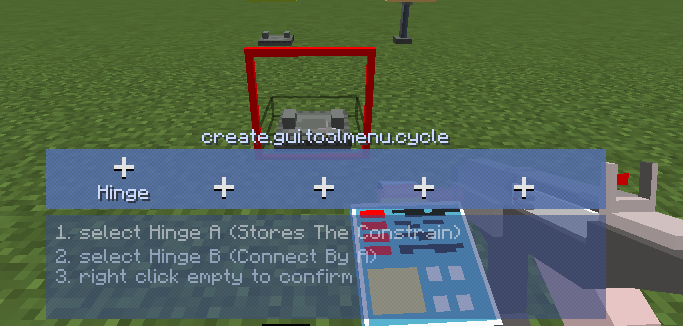 create.gui.toolmenu.cycle
Hinge
1. select Hinge A (Stores The Constrain)
2. select Hinge B (Connect By A)
3. right click empty to confirm